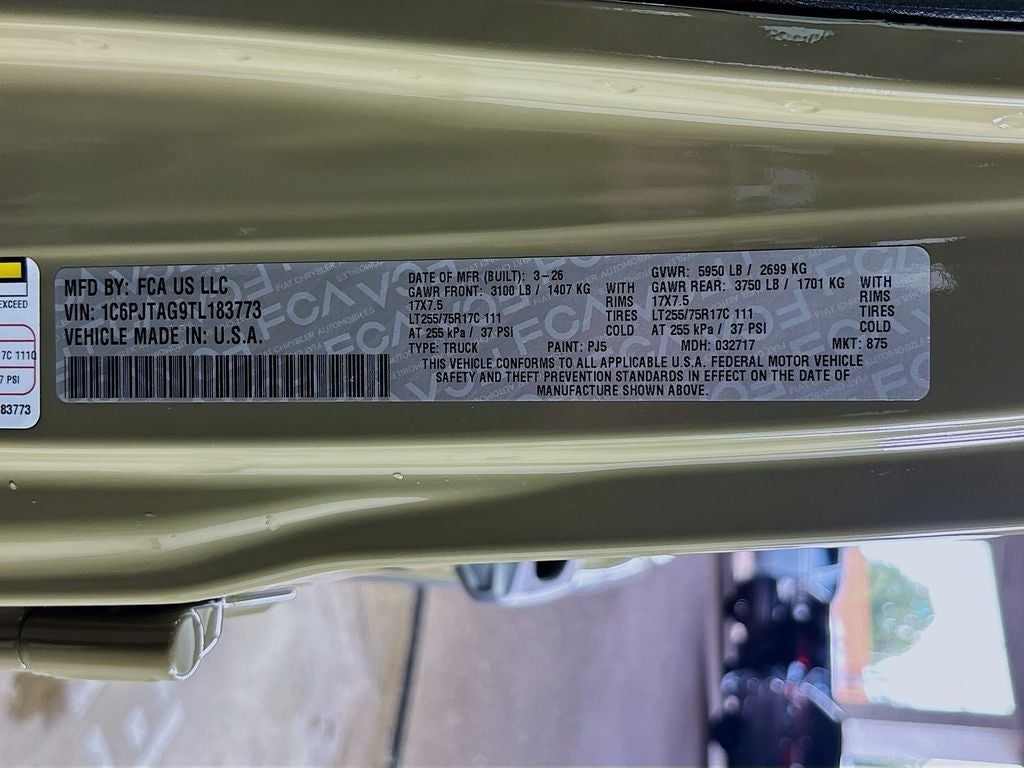 EXCEED
7C 1110
7 PSI
83773
MFD BY: FCA US LLC
VIN: 1C6PJTAG9TL183773
VEHICLE MADE IN: U.S.A.
DATE OF MFR (BUILT): 3-26
GAWR FRONT: 3100 LB / 1407 KG WITH
17X7.5 RIMS
LT255/75R17C 111 TIRES
AT 255 kPa / 37 PSI COLD
GVWR: 5950 LB / 2699 KG
GAWR REAR: 3750 LB / 1701 KG WITH
17X7.5 RIMS
LT255/75R17C 111 TIRES
AT 255 kPa / 37 PSI COLD
TYPE: TRUCK PAINT: PJ5 MDH: 032717 MKT: 875
THIS VEHICLE CONFORMS TO ALL APPLICABLE U.S.A. FEDERAL MOTOR VEHICLE
SAFETY AND THEFT PREVENTION STANDARDS IN EFFECT ON THE DATE OF
MANUFACTURE SHOWN ABOVE.